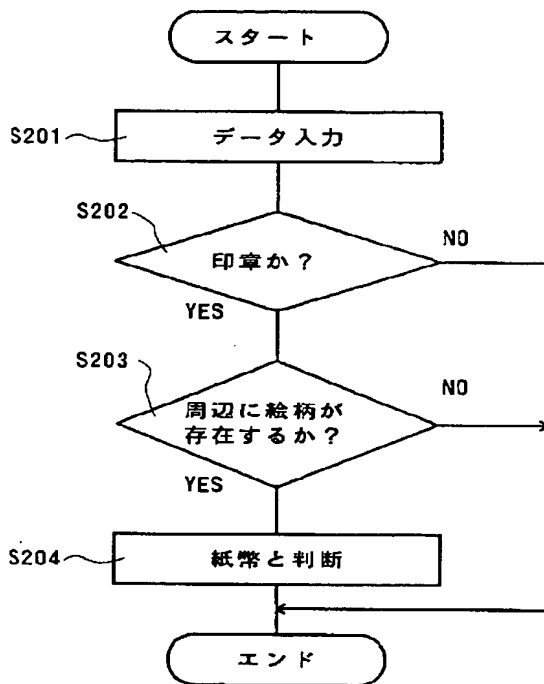 スタート
S201
データ入力
S202
印章か?
NO
YES
S203
周辺に絵柄が
存在するか?
NO
YES
S204
紙幣と判断
エンド